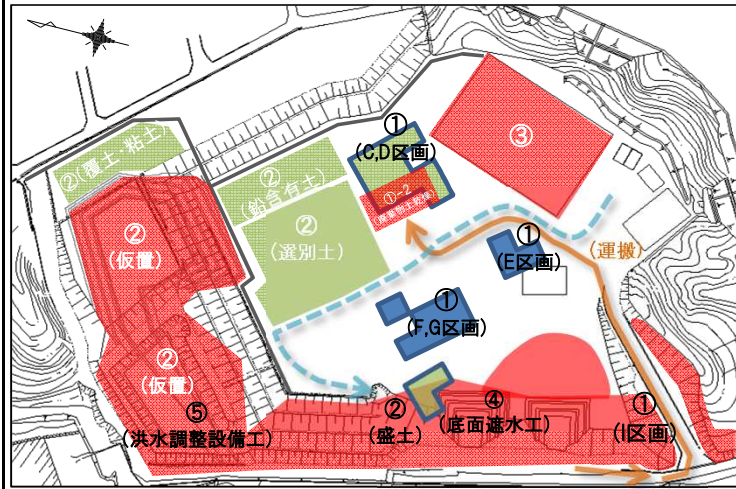 ①
(C,D区画)
③
②(覆土・粘土)
②
(鉛含有土)
①-2
②
(選別土)
②
(仮置)
①
(E区画)
(運搬)
①
(F,G区画)
②
(仮置)
⑤
(洪水調整設備工)
②
(盛土)
④
(底面遮水工)
①
(I区画)